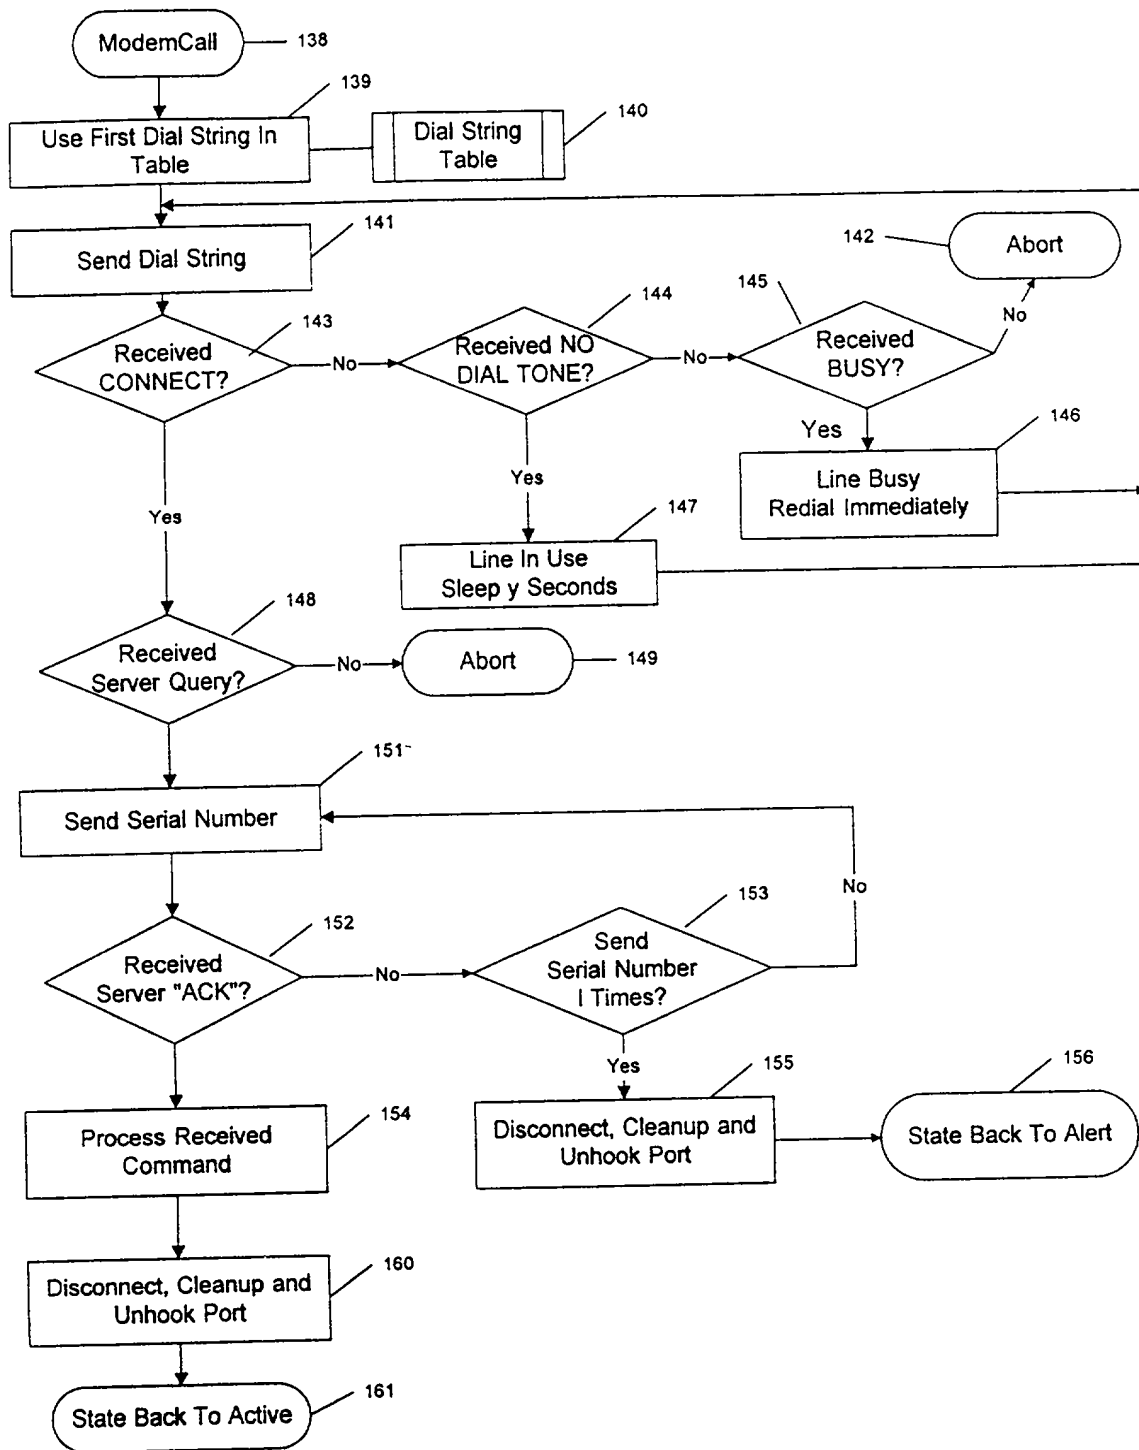 ModemCall
138
139
Use First Dial String In
Table
Dial String
Table
140
141
Send Dial String
142
Abort
143
Received
CONNECT?
No
144
Received NO
DIAL TONE?
No
145
Received
BUSY?
No
Yes
Yes
Yes
146
Line Busy
Redial Immediately
147
Line In Use
Sleep y Seconds
148
Received
Server Query?
No
Abort
149
151
Send Serial Number
No
152
Received
Server "ACK"?
No
153
Send
Serial Number
I Times?
Yes
154
Process Received
Command
155
Disconnect, Cleanup and
Unhook Port
156
State Back To Alert
160
Disconnect, Cleanup and
Unhook Port
161
State Back To Active